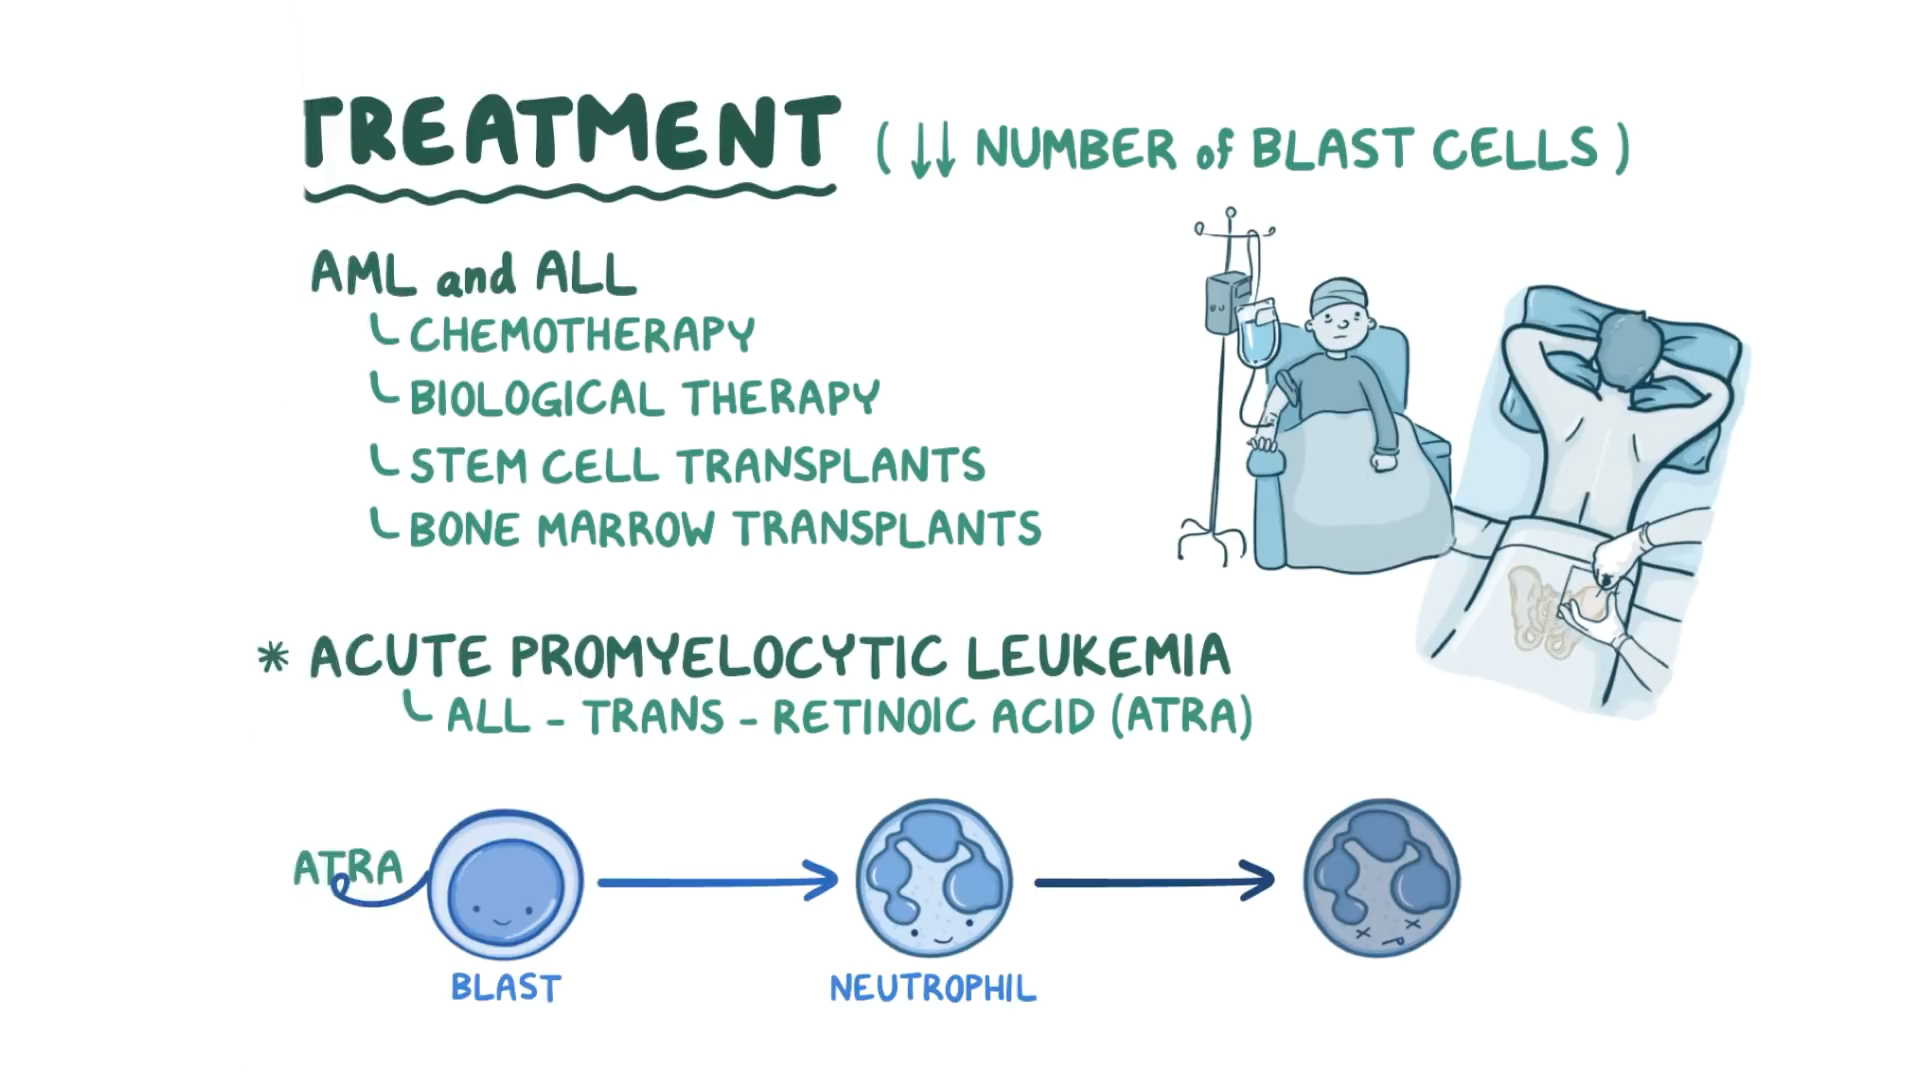 TREATMENT (↓↓ NUMBER of BLAST CELLS)
AML and ALL
CHEMOTHERAPY
BIOLOGICAL THERAPY
STEM CELL TRANSPLANTS
BONE MARROW TRANSPLANTS
* ACUTE PROMYELOCYTIC LEUKEMIA
ALL - TRANS - RETINOIC ACID (ATRA)
ATRA
BLAST
NEUTROPHIL